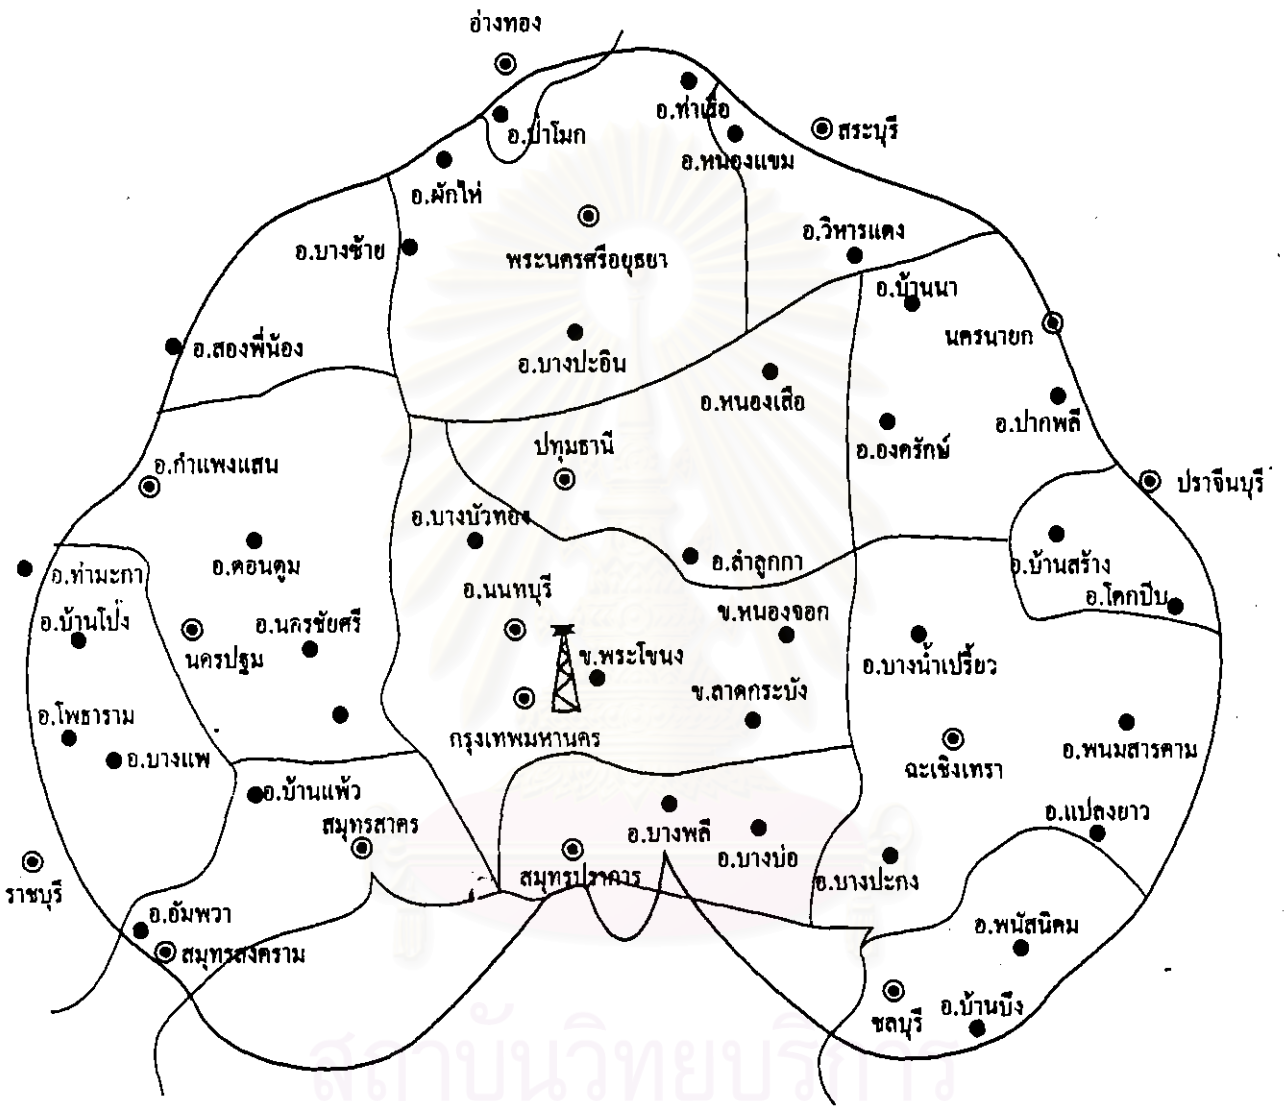 อ่างทอง
อ.ท่าเรือ
อ.ป่าโมก
สระบุรี
อ.หนองแขม
อ.ผักไห่
อ.วิหารแดง
อ.บางซ้าย
พระนครศรีอยุธยา
อ.บ้านนา
นครนายก
อ.สองพี่น้อง
อ.บางปะอิน
อ.หนองเสือ
อ.ปากพลี
ปทุมธานี
อ.องครักษ์
อ.กำแพงแสน
ปราจีนบุรี
อ.บางบัวทอง
อ.ท่ามะกา
อ.ดอนตูม
อ.ลำลูกกา
อ.บ้านสร้าง
อ.โคกปีบ
อ.นนทบุรี
ข.หนองจอก
อ.บ้านโป่ง
อ.นครชัยศรี
นครปฐม
ข.พระโขนง
อ.บางน้ำเปรี้ยว
ข.ลาดกระบัง
อ.โพธาราม
กรุงเทพมหานคร
อ.บางแพ
ฉะเชิงเทรา
อ.พนมสารคาม
อ.บ้านแพ้ว
สมุทรสาคร
อ.บางพลี
อ.แปลงยาว
อ.บางบ่อ
ราชบุรี
สมุทรปราการ
อ.บางปะกง
อ.อัมพวา
อ.พนัสนิคม
สมุทรสงคราม
ชลบุรี
อ.บ้านบึง
สถาบันวิทยบริการ